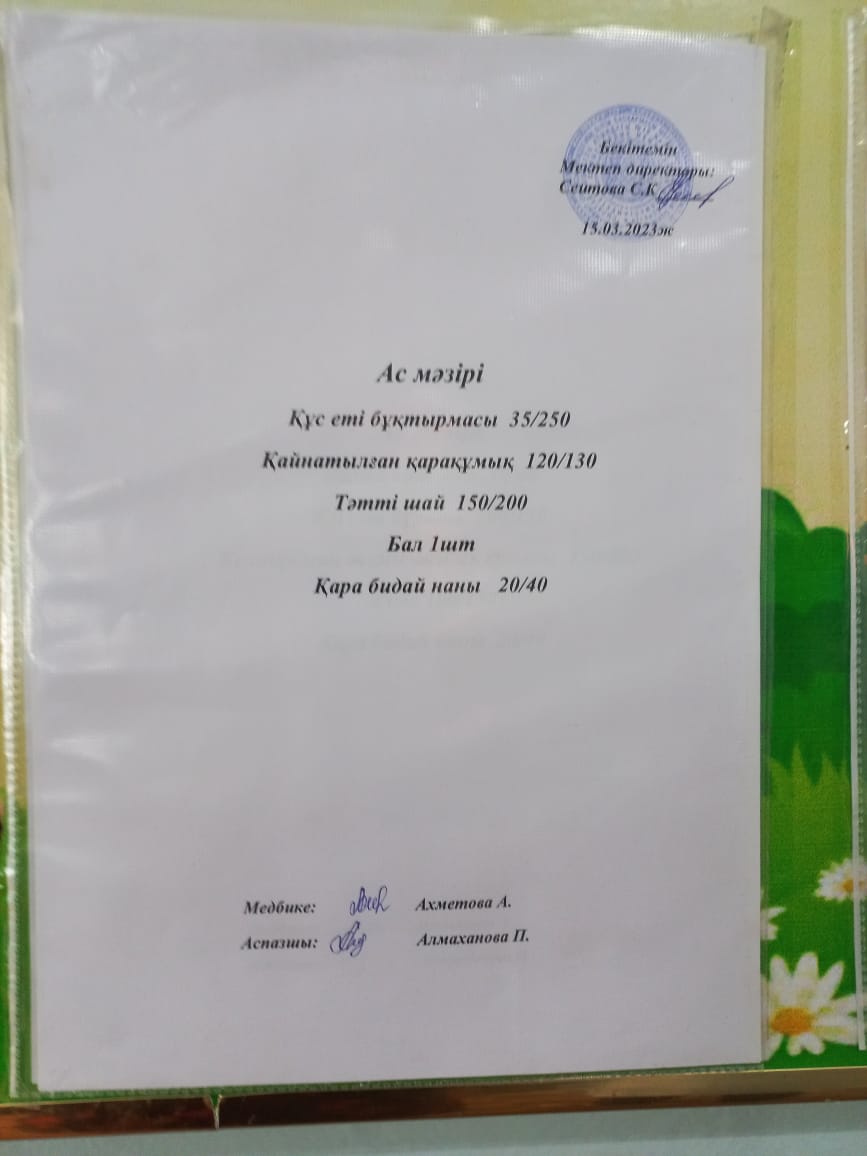 Бекітемін
Мектеп директоры:
Сеитова С.К
15.03.2023ж
Ас мәзірі
Құс еті бұқтырмасы 35/250
Қайнатылған қарақұмық 120/130
Тәтті шай 150/200
Бал 1шт
Қара бидай наны 20/40
Медбике: Ахметова А.
Аспазшы: Алмаханова П.